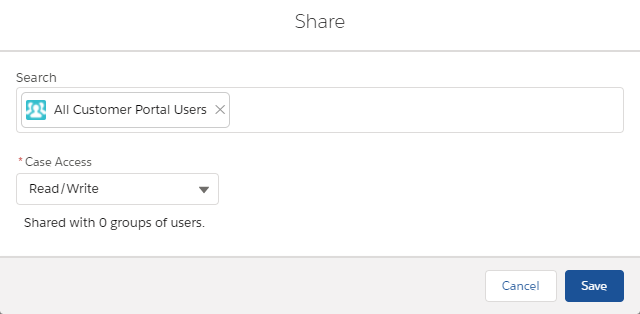 Share
Search
All Customer Portal Users
* Case Access
Read/Write
Shared with 0 groups of users.
Cancel
Save